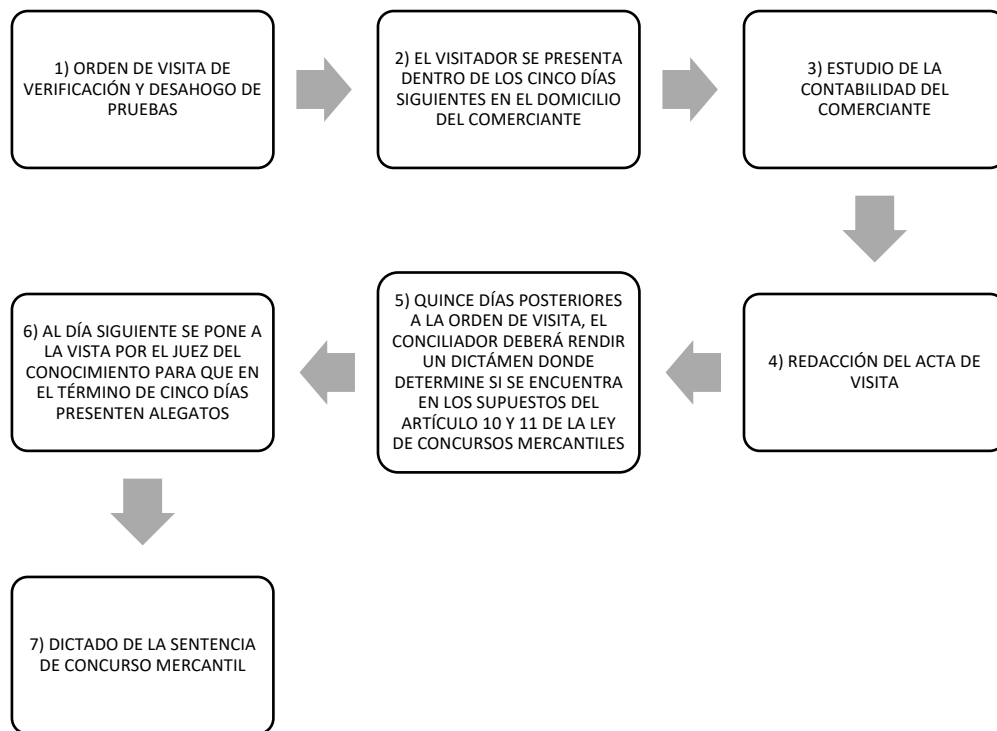 1) ORDEN DE VISITA DE
VERIFICACIÓN Y DESAHOGO DE
PRUEBAS
2) EL VISITADOR SE PRESENTA
DENTRO DE LOS CINCO DÍAS
SIGUIENTES EN EL DOMICILIO
DEL COMERCIANTE
3) ESTUDIO DE LA
CONTABILIDAD DEL
COMERCIANTE
4) REDACCIÓN DEL ACTA DE
VISITA
5) QUINCE DÍAS POSTERIORES
A LA ORDEN DE VISITA, EL
CONCILIADOR DEBERÁ RENDIR
UN DICTÁMEN DONDE
DETERMINE SI SE ENCUENTRA
EN LOS SUPUESTOS DEL
ARTÍCULO 10 Y 11 DE LA LEY
DE CONCURSOS MERCANTILES
6) AL DÍA SIGUIENTE SE PONE A
LA VISTA POR EL JUEZ DEL
CONOCIMIENTO PARA QUE EN
EL TÉRMINO DE CINCO DÍAS
PRESENTEN ALEGATOS
7) DICTADO DE LA SENTENCIA
DE CONCURSO MERCANTIL